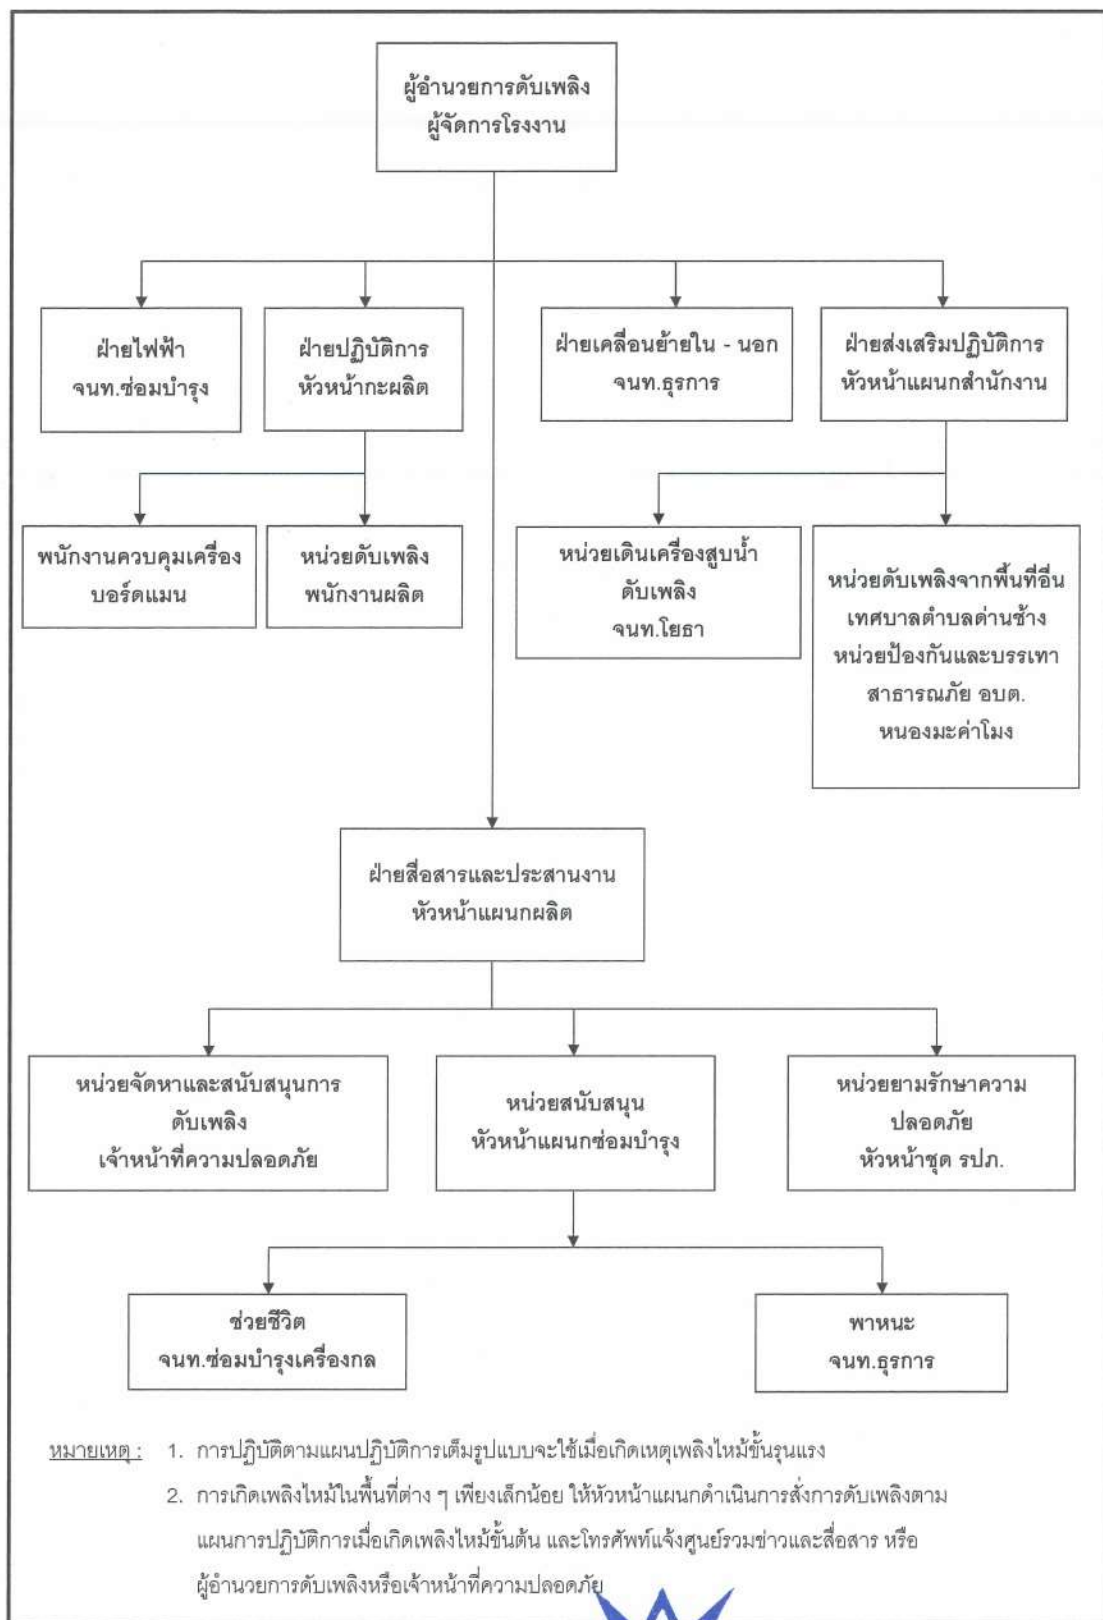 ผู้อำนวยการดับเพลิง
ผู้จัดการโรงงาน
ฝ่ายไฟฟ้า
จนท.ซ่อมบำรุง
ฝ่ายปฏิบัติการ
หัวหน้ากะผลิต
ฝ่ายเคลื่อนย้ายใน - นอก
จนท.ธุรการ
ฝ่ายส่งเสริมปฏิบัติการ
หัวหน้าแผนกสำนักงาน
พนักงานควบคุมเครื่อง
บอร์ดแมน
หน่วยดับเพลิง
พนักงานผลิต
หน่วยเดินเครื่องสูบน้ำ
ดับเพลิง
จนท.โยธา
หน่วยดับเพลิงจากพื้นที่อื่น
เทศบาลตำบลด่านช้าง
หน่วยป้องกันและบรรเทา
สาธารณภัย อบต.
หนองมะค่าโมง
ฝ่ายสื่อสารและประสานงาน
หัวหน้าแผนกผลิต
หน่วยจัดหาและสนับสนุนการ
ดับเพลิง
เจ้าหน้าที่ความปลอดภัย
หน่วยสนับสนุน
หัวหน้าแผนกซ่อมบำรุง
หน่วยยามรักษาความ
ปลอดภัย
หัวหน้าชุด รปภ.
ช่วยชีวิต
จนท.ซ่อมบำรุงเครื่องกล
พาหนะ
จนท.ธุรการ
หมายเหตุ : 1. การปฏิบัติตามแผนปฏิบัติการเต็มรูปแบบจะใช้เมื่อเกิดเหตุเพลิงไหม้ขั้นรุนแรง
2. การเกิดเพลิงไหม้ในพื้นที่ต่าง ๆ เพียงเล็กน้อย ให้หัวหน้าแผนกดำเนินการสั่งการดับเพลิงตาม
แผนการปฏิบัติการเมื่อเกิดเพลิงไหม้ขั้นต้น และโทรศัพท์แจ้งศูนย์รวมข่าวและสื่อสาร หรือ
ผู้อำนวยการดับเพลิงหรือเจ้าหน้าที่ความปลอดภัย